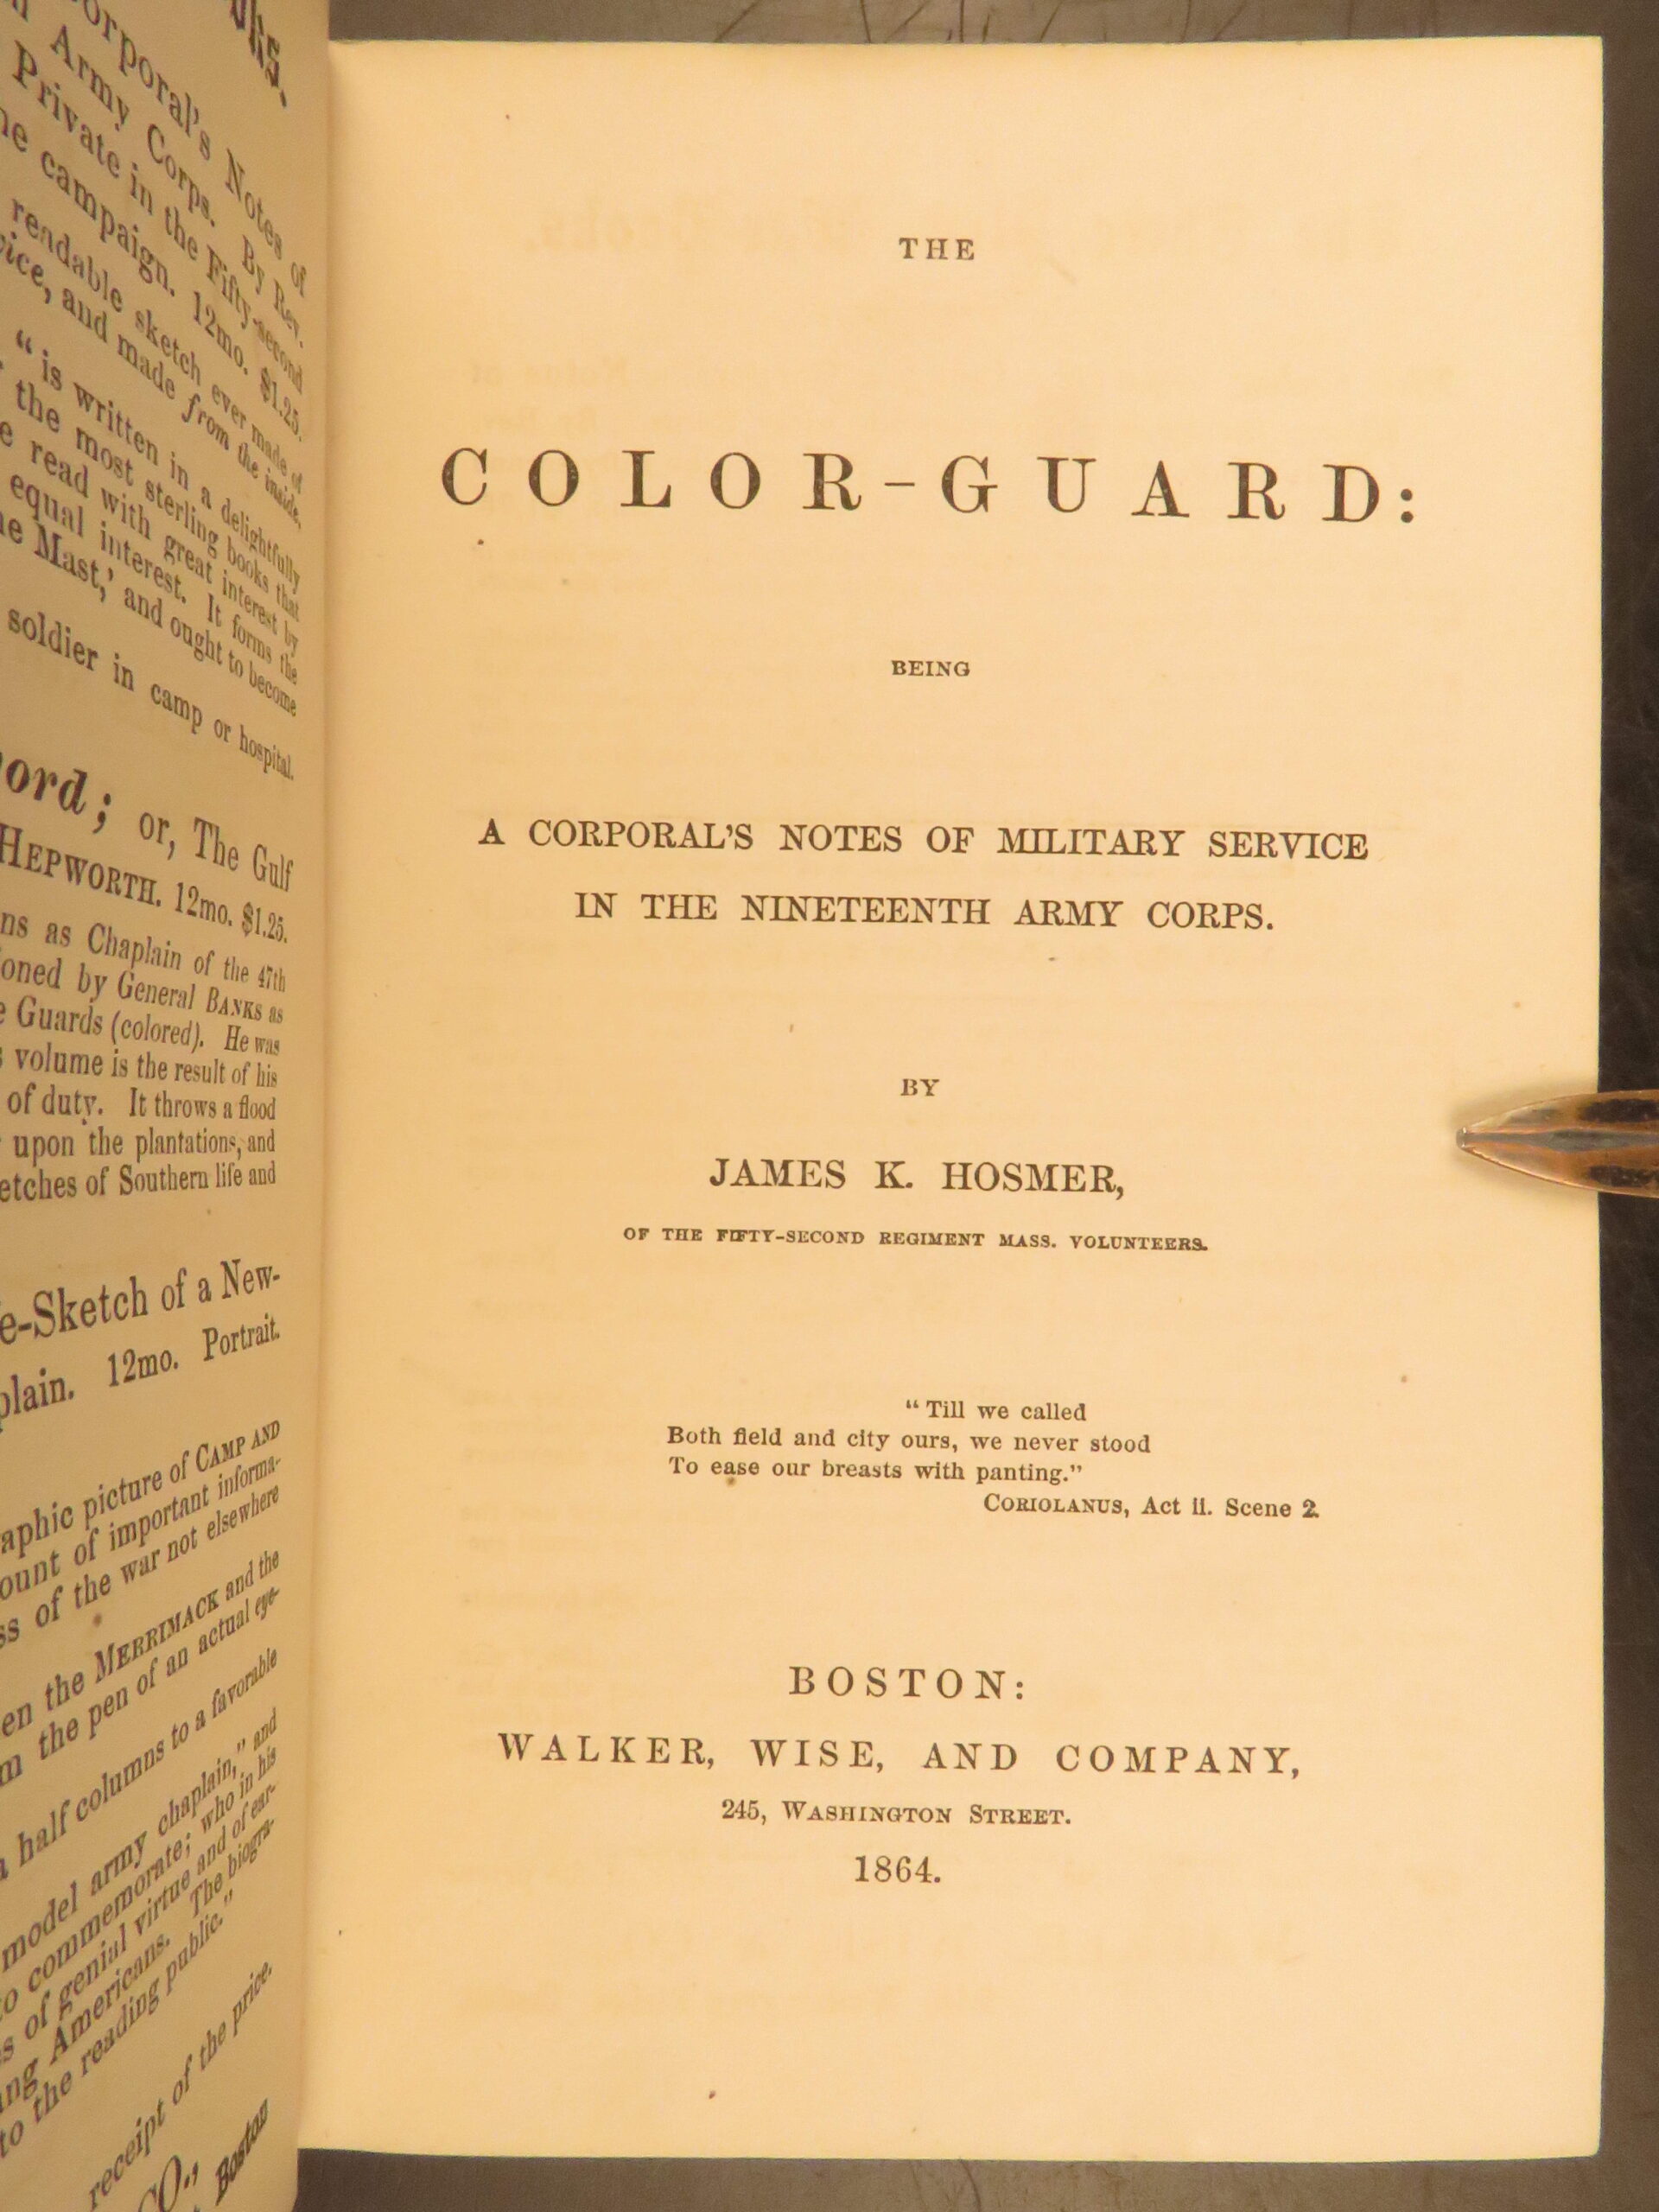 Corporal's Notes of
Army Corps. By Rev.
Private in the Fifty-second
campaign. 12mo. $1.25.
readable sketch ever made of
and made from the inside.
"is written in a delightfully
the most sterling books that
read with great interest by
equal interest. It forms the
Mast,' and ought to become
soldier in camp or hospital.
or, The Gulf
HEPWORTH. 12mo. $1.25.
as Chaplain of the 47th
by General BANKS as
Guards (colored). He was
volume is the result of his
of duty. It throws a flood
upon the plantations, and
of Southern life and
Sketch of a New-
12mo. Portrait.
picture of CAMP AND
of important informa-
of the war not elsewhere
the MERRIMACK and the
the pen of an actual eye-
half columns to a favorable
model army chaplain," and
to commemorate; who in his
of genial virtue and of ear-
Americans. The biogra-
to the reading public."
receipt of the price.
CO.,
Boston
THE
COLOR-GUARD:
BEING
A CORPORAL'S NOTES OF MILITARY SERVICE
IN THE NINETEENTH ARMY CORPS.
BY
JAMES K. HOSMER,
OF THE FIFTY-SECOND REGIMENT MASS. VOLUNTEERS.
"Till we called
Both field and city ours, we never stood
To ease our breasts with panting."
CORIOLANUS, Act ii. Scene 2.
BOSTON:
WALKER, WISE, AND COMPANY,
245, WASHINGTON STREET.
1864.